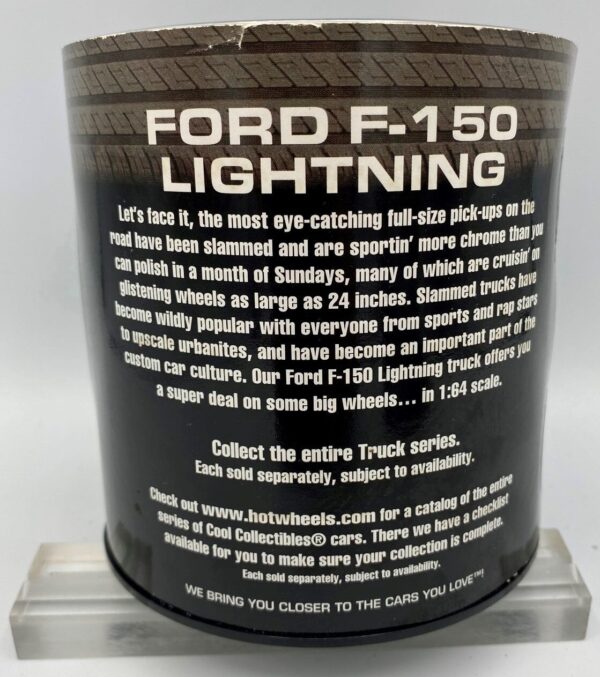 FORD F-150
LIGHTNING
Let's face it, the most eye-catching full-size pick-ups on the
road have been slammed and are sportin' more chrome than you
can polish in a month of Sundays, many of which are cruisin' on
glistening wheels as large as 24 inches. Slammed trucks have
become wildly popular with everyone from sports and rap stars
to upscale urbanites, and have become an important part of the
custom car culture. Our Ford F-150 Lightning truck offers you
a super deal on some big wheels... in 1:64 scale.
Collect the entire Truck series.
Each sold separately, subject to availability.
Check out www.hotwheels.com for a catalog of the entire
series of Cool Collectibles® cars. There we have a checklist
available for you to make sure your collection is complete.
Each sold separately, subject to availability.
WE BRING YOU CLOSER TO THE CARS YOU LOVE™!